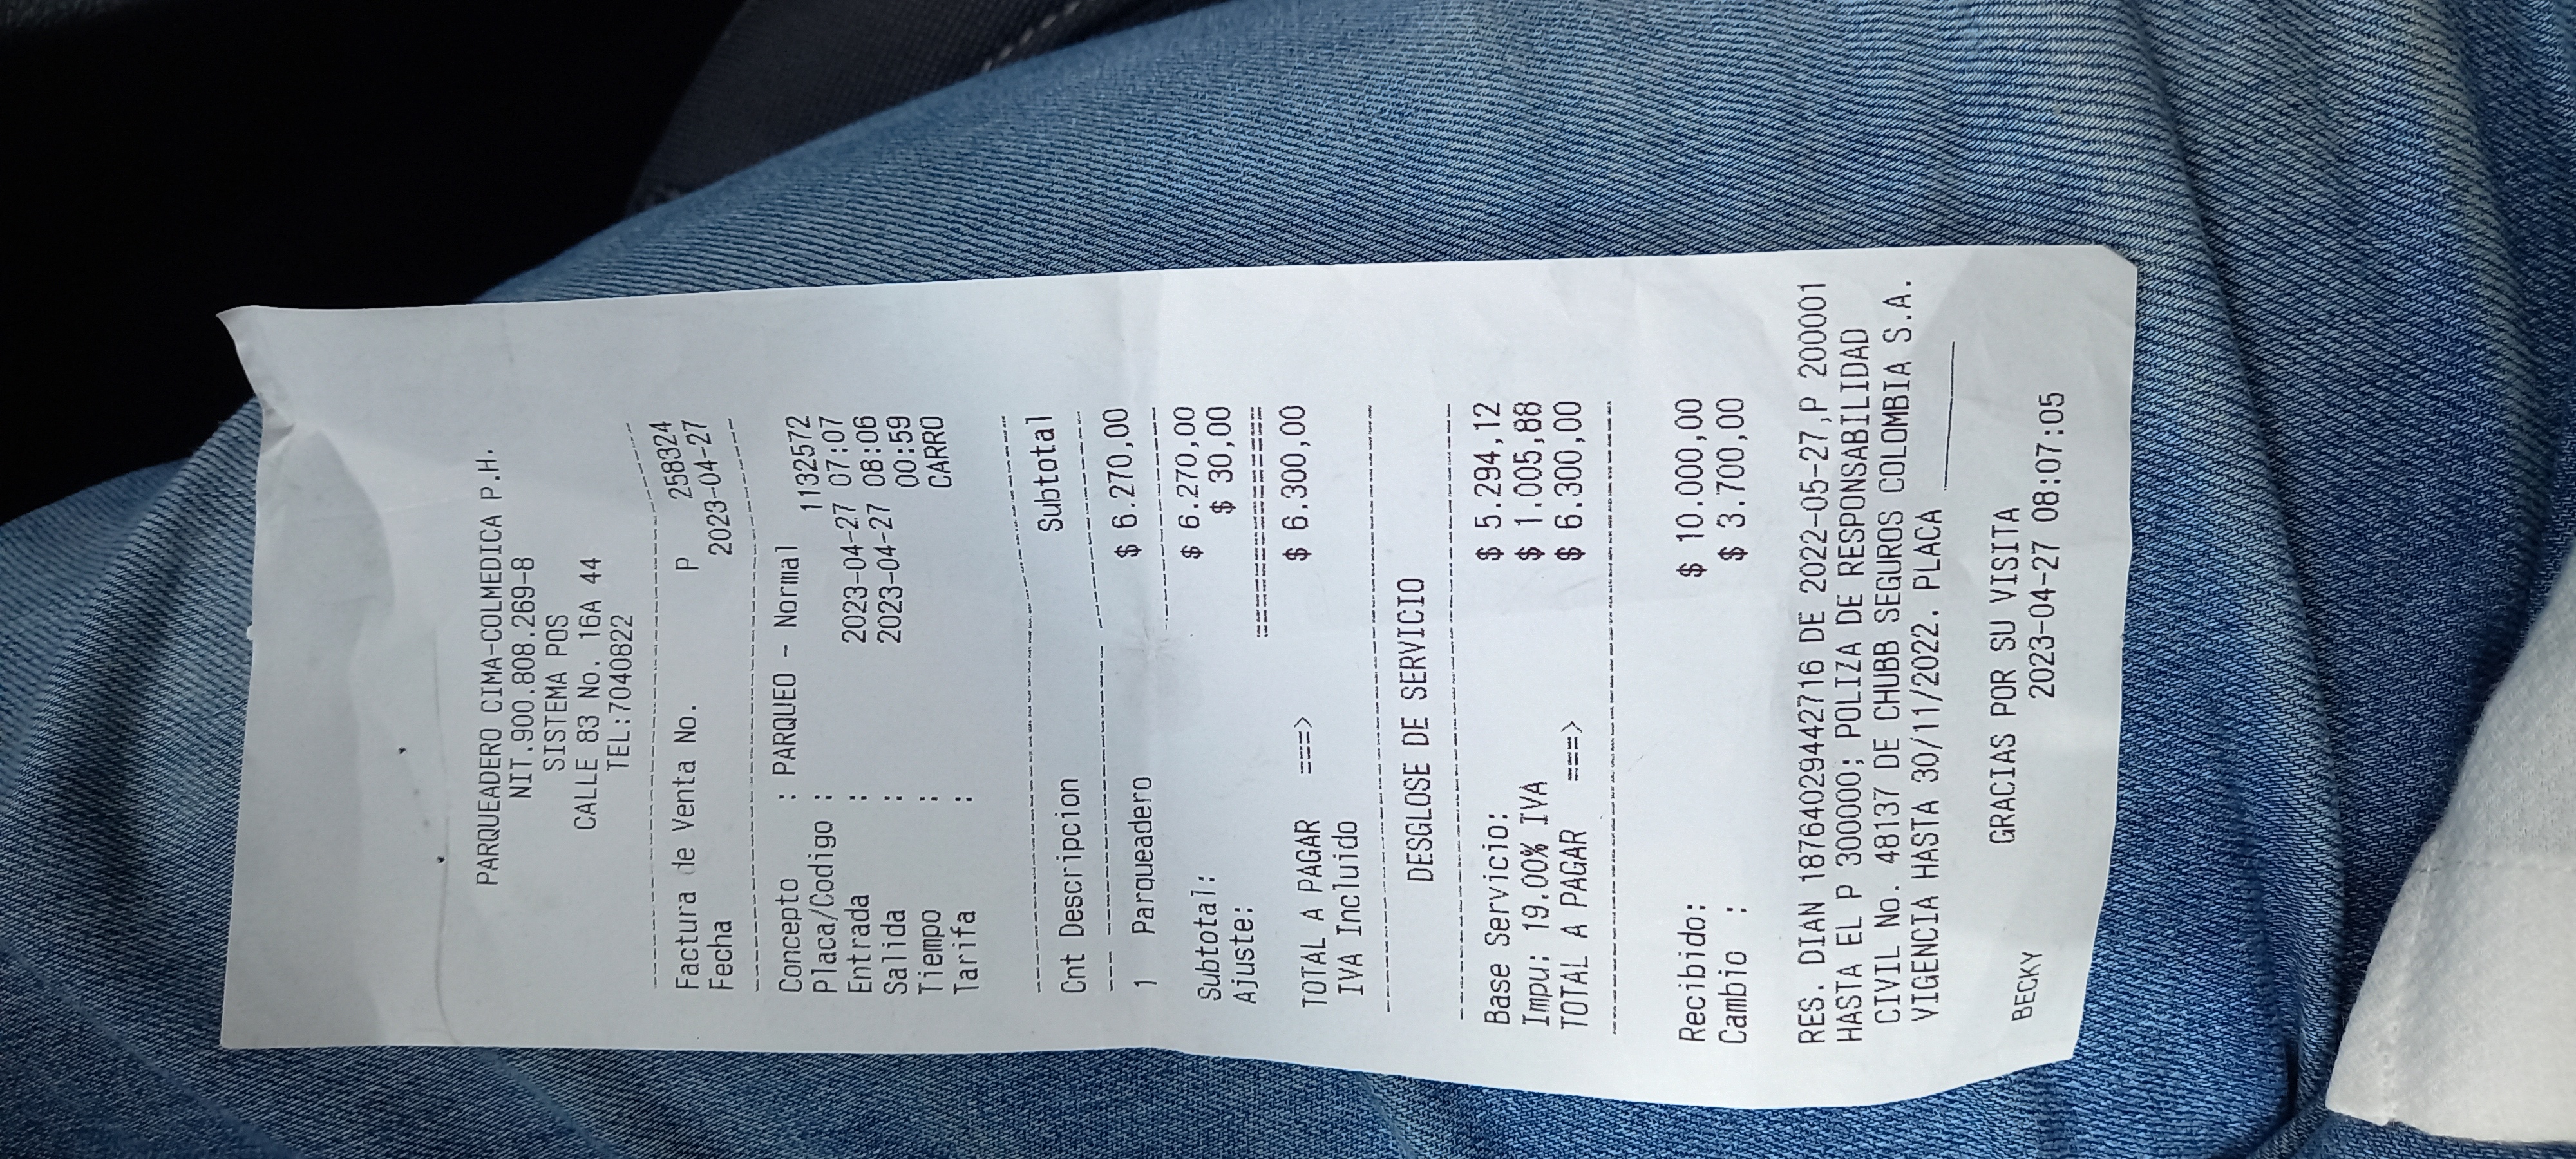 PARQUEADERO CIMA-COLMEDICA P.H.
NIT.900.808.269-8
SISTEMA POS
CALLE 83 No. 16A 44
TEL:7040822
Factura de Venta No. P 258324
Fecha 2023-04-27
Concepto : PARQUEO - Normal
Placa/Codigo : 1132572
Entrada : 2023-04-27 07:07
Salida : 2023-04-27 08:06
Tiempo : 00:59
Tarifa : CARRO
Cnt Descripcion Subtotal
1 Parqueadero $ 6.270,00
Subtotal: $ 6.270,00
Ajuste: $ 30,00
TOTAL A PAGAR ===> $ 6.300,00
IVA Incluido
DESGLOSE DE SERVICIO
Base Servicio: $ 5.294,12
Impu: 19.00% IVA $ 1.005,88
TOTAL A PAGAR ===> $ 6.300,00
Recibido: $ 10.000,00
Cambio : $ 3.700,00
RES. DIAN 18764029442716 DE 2022-05-27,P 200001
HASTA EL P 300000; POLIZA DE RESPONSABILIDAD
CIVIL No. 48137 DE CHUBB SEGUROS COLOMBIA S.A.
VIGENCIA HASTA 30/11/2022. PLACA ________
GRACIAS POR SU VISITA
BECKY 2023-04-27 08:07:05